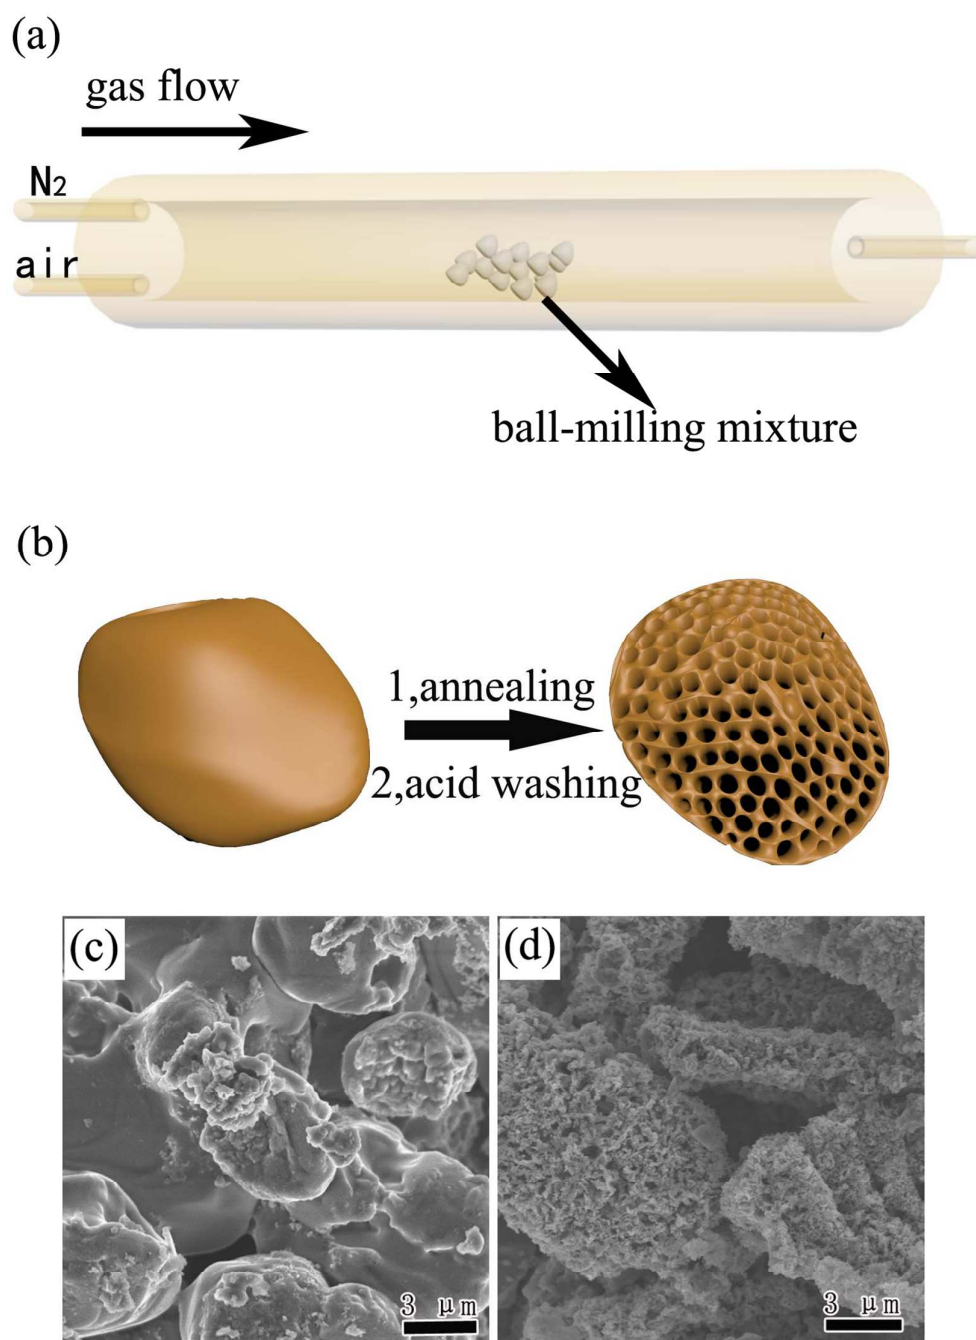 (a)
gas flow
N2
air
ball-milling mixture
(b)
1,annealing
2,acid washing
(c)
(d)
3 μm
3 μm